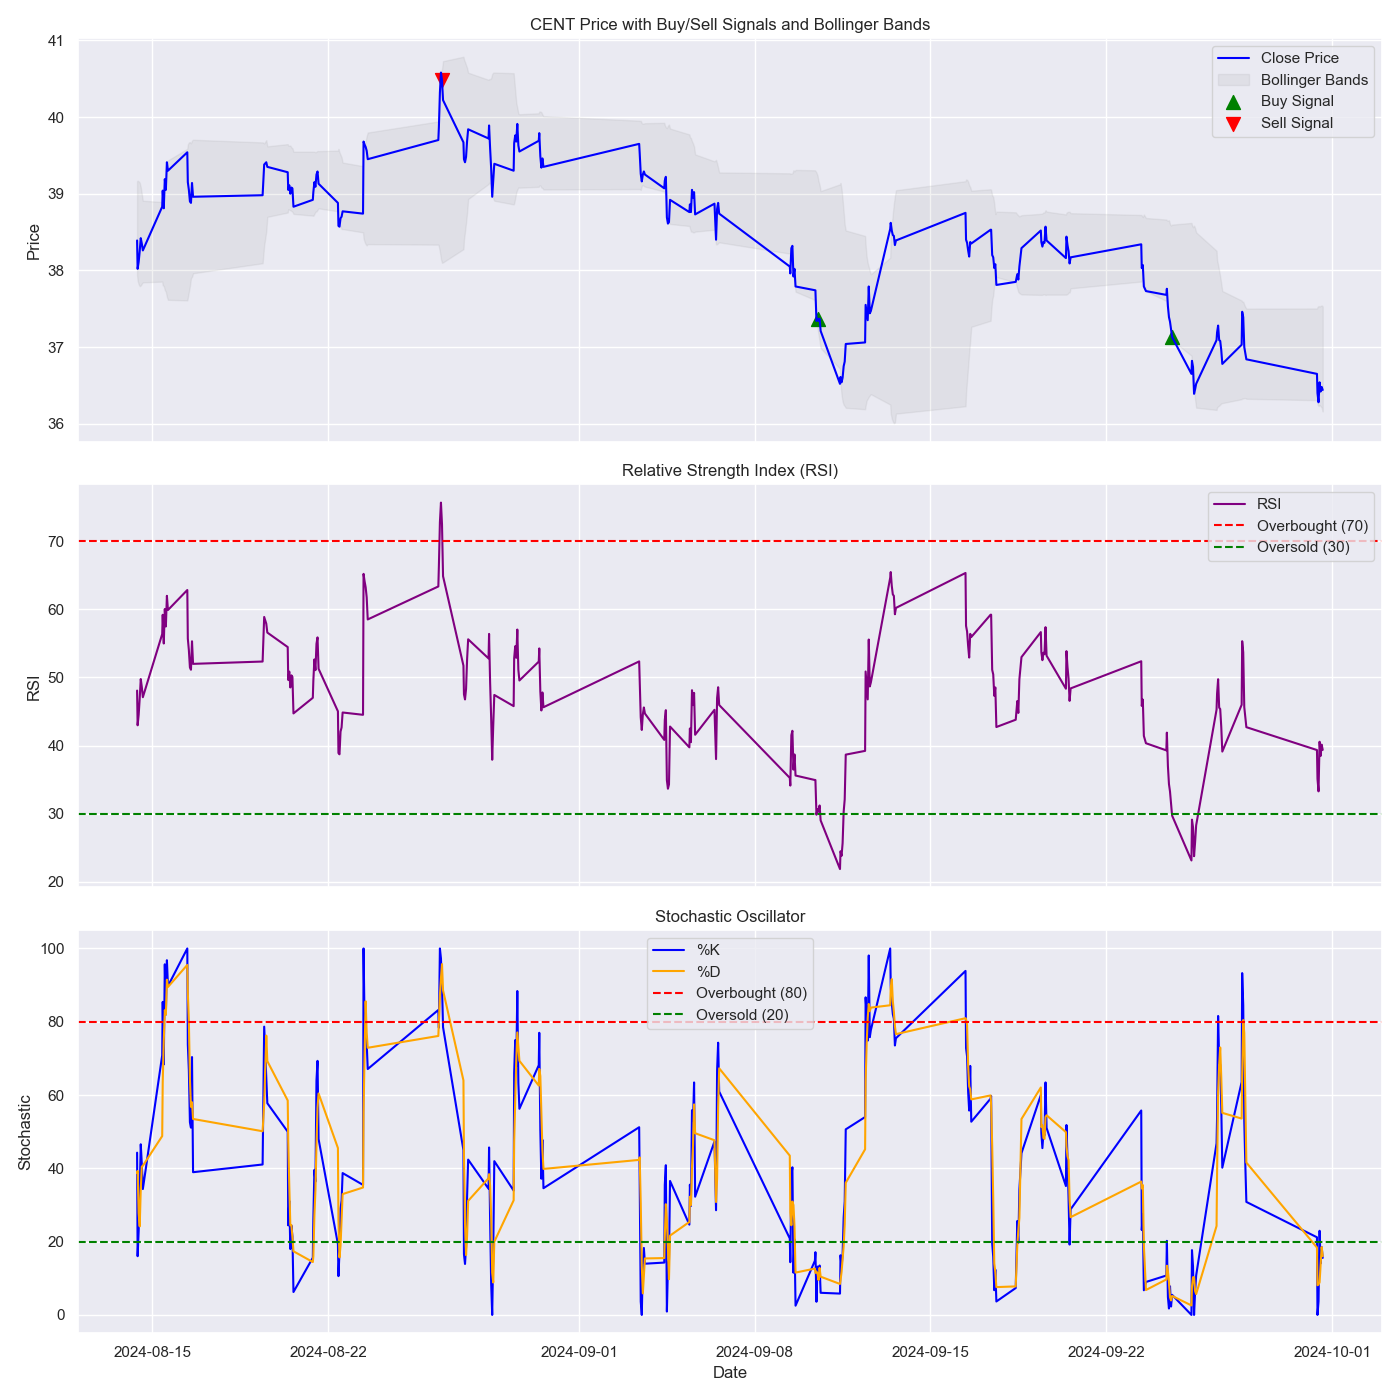 CENT Price with Buy/Sell Signals and Bollinger Bands
41
40
39
38
37
36
Price
Close Price
Bollinger Bands
Buy Signal
Sell Signal
Relative Strength Index (RSI)
70
60
50
40
30
20
RSI
RSI
Overbought (70)
Oversold (30)
Stochastic Oscillator
100
80
60
40
20
0
Stochastic
%K
%D
Overbought (80)
Oversold (20)
2024-08-15
2024-08-22
2024-09-01
2024-09-08
2024-09-15
2024-09-22
2024-10-01
Date